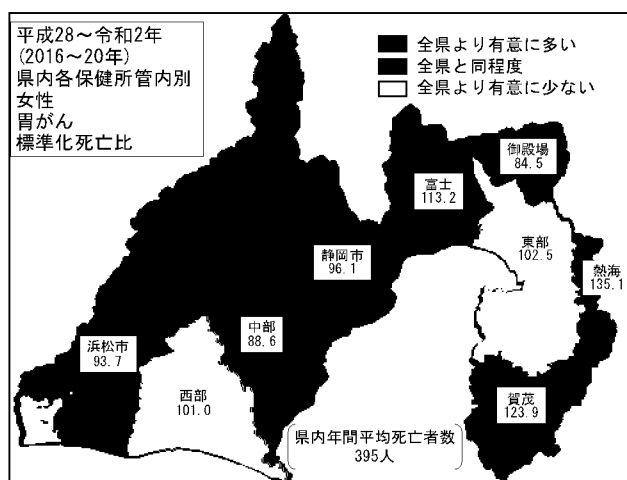 平成28～令和2年
(2016～20年)
県内各保健所管内別
女性
胃がん
標準化死亡比
全県より有意に多い
全県と同程度
全県より有意に少ない
御殿場
84.5
富士
113.2
東部
102.5
熱海
135.1
静岡市
96.1
中部
88.6
浜松市
93.7
西部
101.0
賀茂
123.9
県内年間平均死亡者数
395人